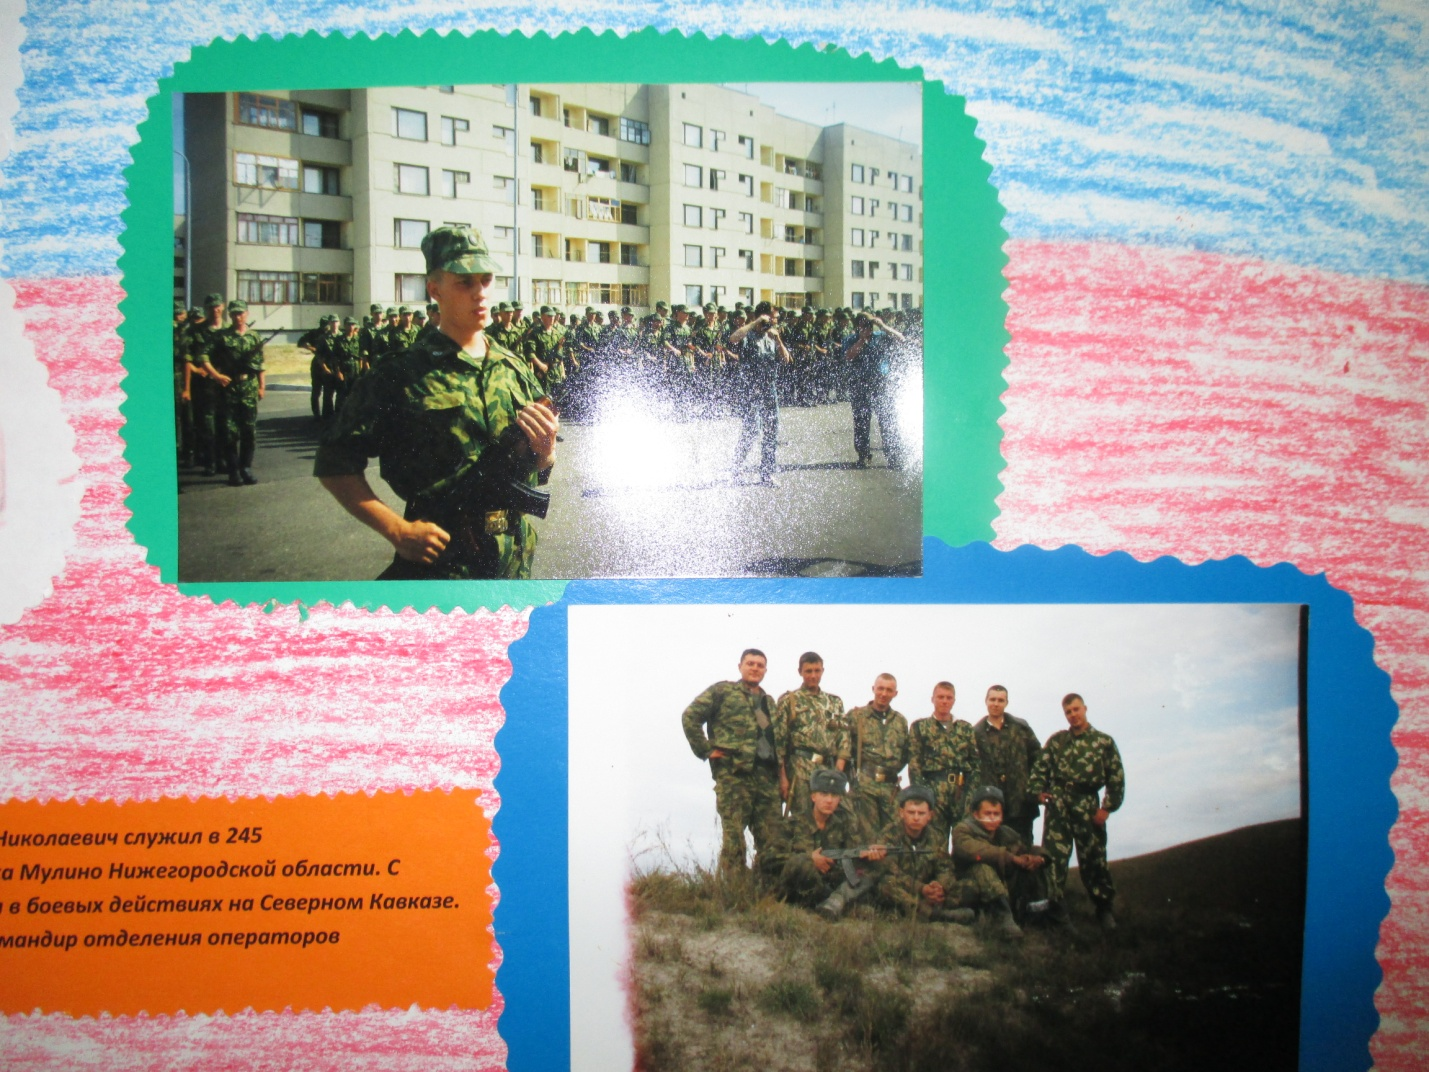 Николаевич служил в 245
Мулино Нижегородской области. С
в боевых действиях на Северном Кавказе.
мандир отделения операторов